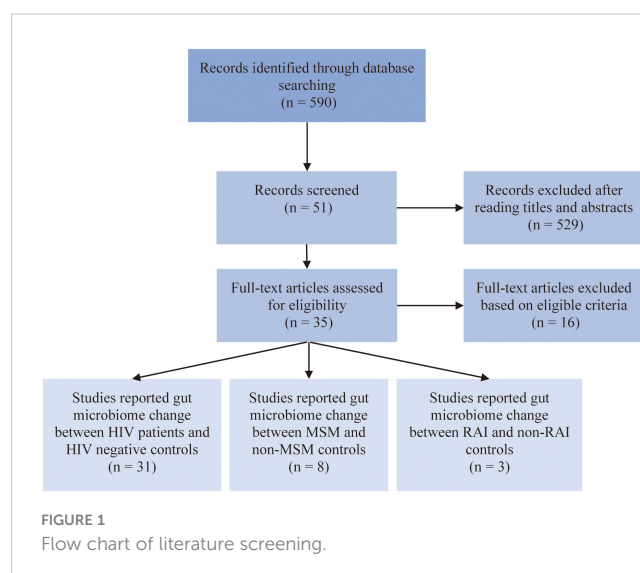 Records identified through database
searching
(n = 590)
Records screened
(n = 51)
Records excluded after
reading titles and abstracts
(n = 529)
Full-text articles assessed
for eligibility
(n = 35)
Full-text articles excluded
based on eligible criteria
(n = 16)
Studies reported gut
microbiome change
between HIV patients and
HIV negative controls
(n = 31)
Studies reported gut
microbiome change
between MSM and
non-MSM controls
(n = 8)
Studies reported gut
microbiome change
between RAI and non-RAI
controls
(n = 3)
FIGURE 1
Flow chart of literature screening.